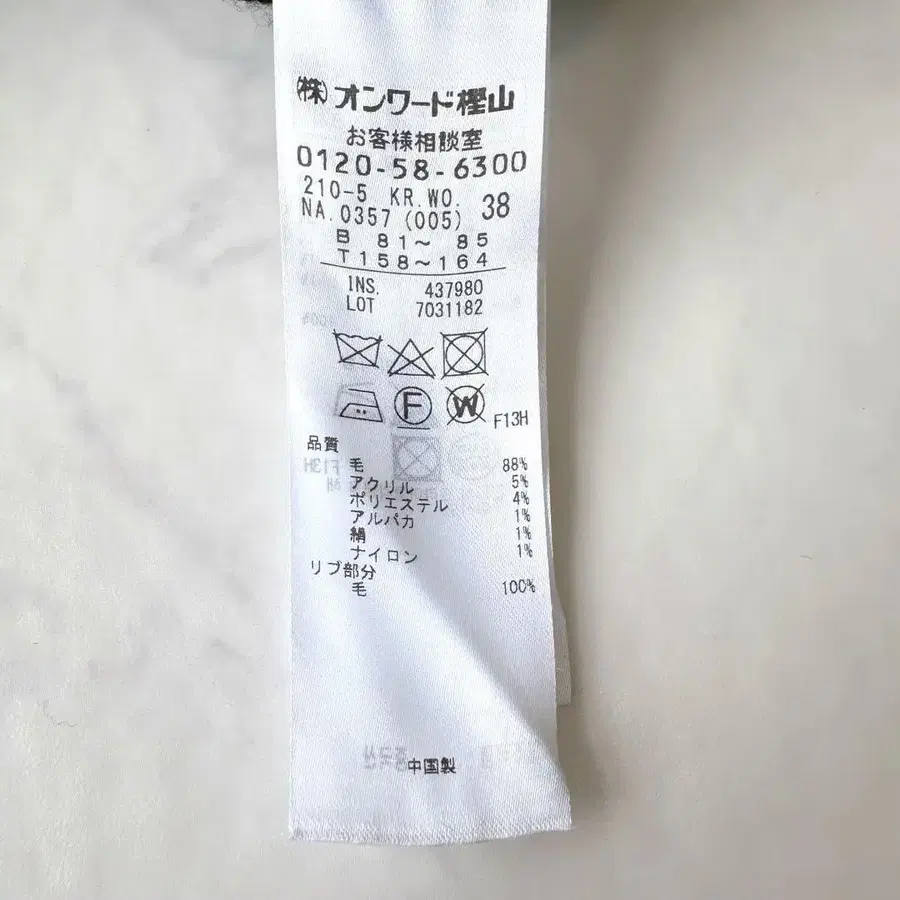 (株)オンワード樫山
お客様相談室
0120-58-6300
210-5 KR.WO. 38
NA.0357 (005)
B 81〜 85
T158〜164
INS. 437980
LOT 7031182
F W F13H
品質
毛 88%
アクリル 5%
ポリエステル 4%
アルパカ 1%
絹 1%
ナイロン 1%
リブ部分
毛 100%
中国製